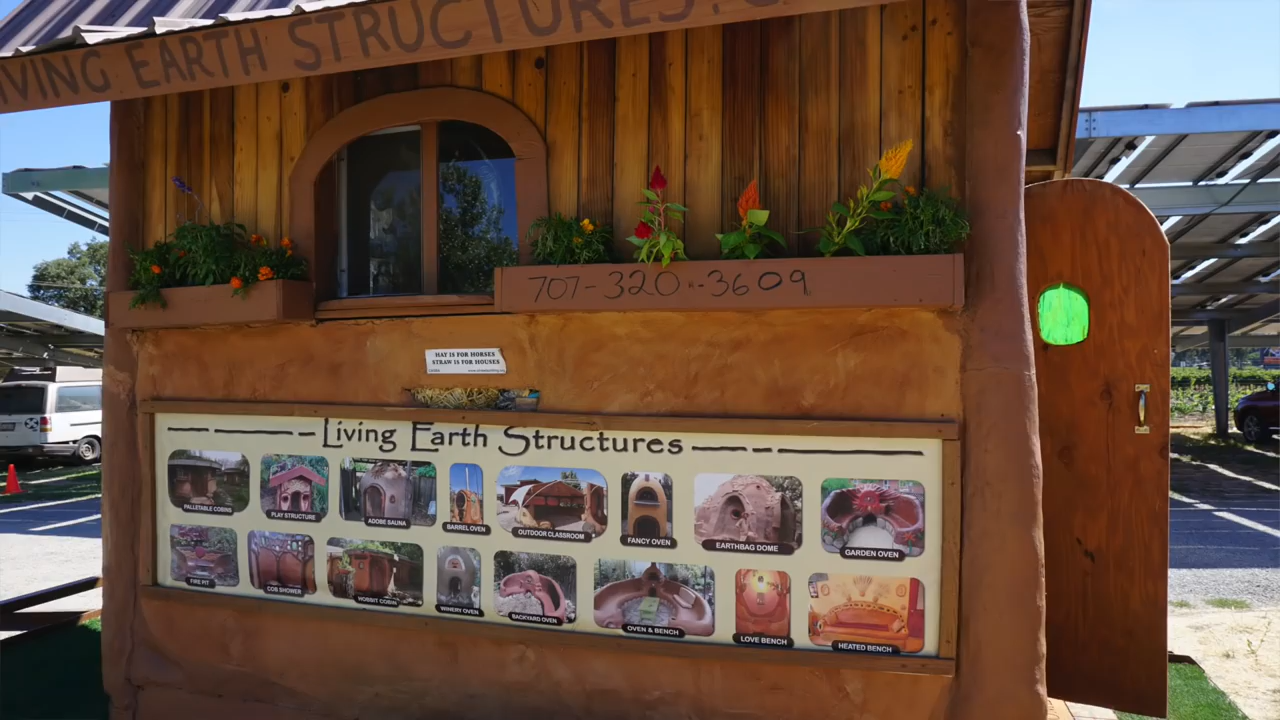 LIVING EARTH STRUCTURES.
707-320-3609
HAY IS FOR HORSES
STRAW IS FOR HOUSES
Living Earth Structures
PALLETABLE COBINS
PLAY STRUCTURE
ADOBE SAUNA
BARREL OVEN
OUTDOOR CLASSROOM
FANCY OVEN
EARTHBAG DOME
GARDEN OVEN
FIRE PIT
COB SHOWER
HOBBIT COBIN
WINERY OVEN
BACKYARD OVEN
OVEN & BENCH
LOVE BENCH
HEATED BENCH